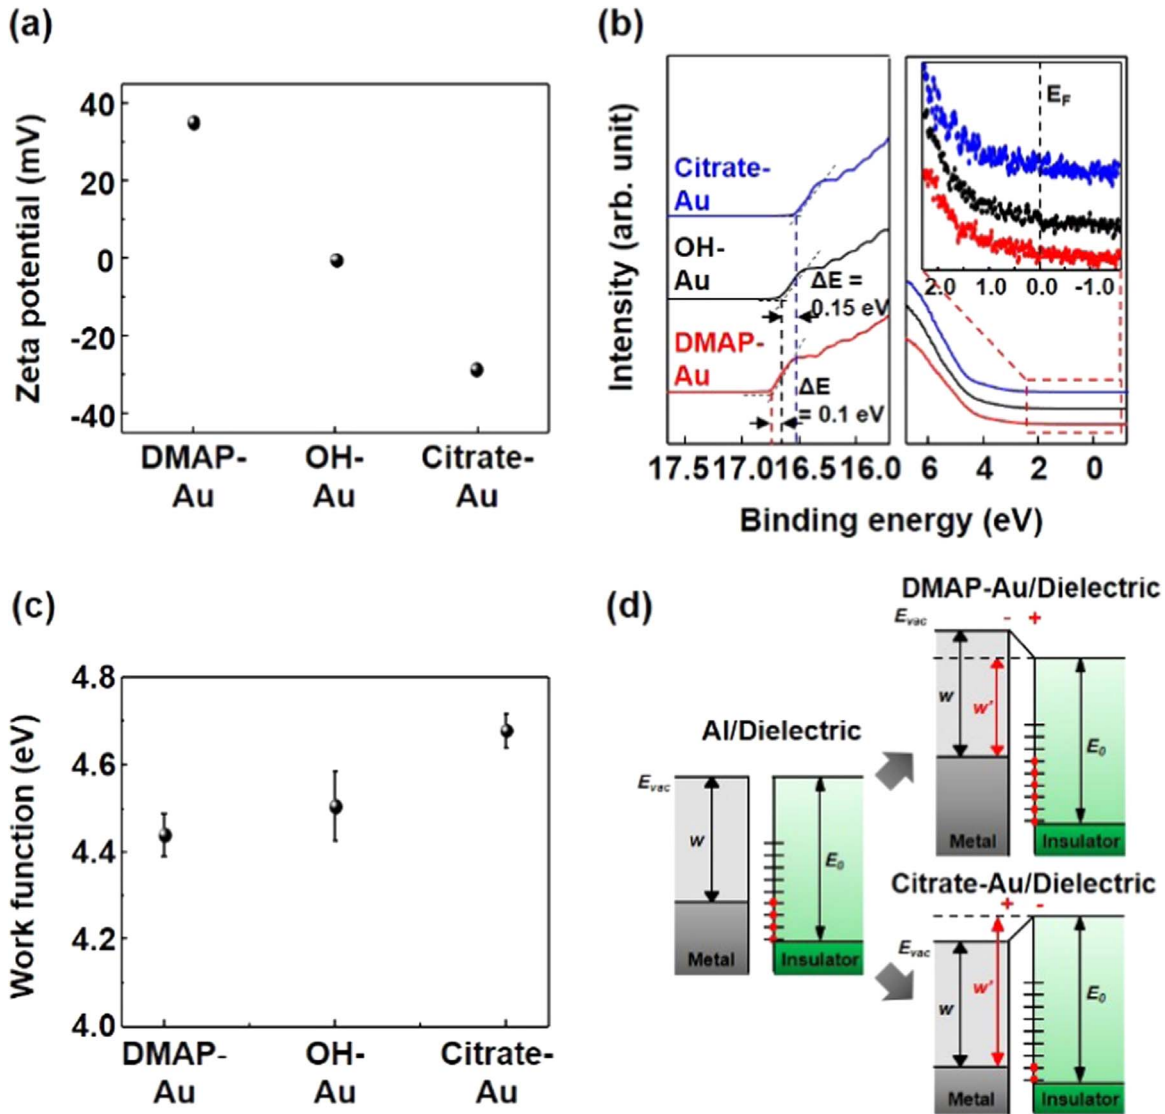 (a)
Zeta potential (mV)
40
20
0
-20
-40
DMAP-
Au
OH-
Au
Citrate-
Au
(b)
Intensity (arb. unit)
Citrate-
Au
OH-
Au
ΔE =
0.15 eV
DMAP-
Au
ΔE
= 0.1 eV
E_F
2.0 1.0 0.0 -1.0
17.5 17.0 16.5 16.0
6 4 2 0
Binding energy (eV)
(c)
Work function (eV)
4.8
4.6
4.4
4.2
4.0
DMAP-
Au
OH-
Au
Citrate-
Au
(d)
DMAP-Au/Dielectric
E_vac
- +
W
W'
E_0
Metal
Insulator
Al/Dielectric
E_vac
W
E_0
Metal
Insulator
Citrate-Au/Dielectric
+ -
E_vac
W
W'
E_0
Metal
Insulator